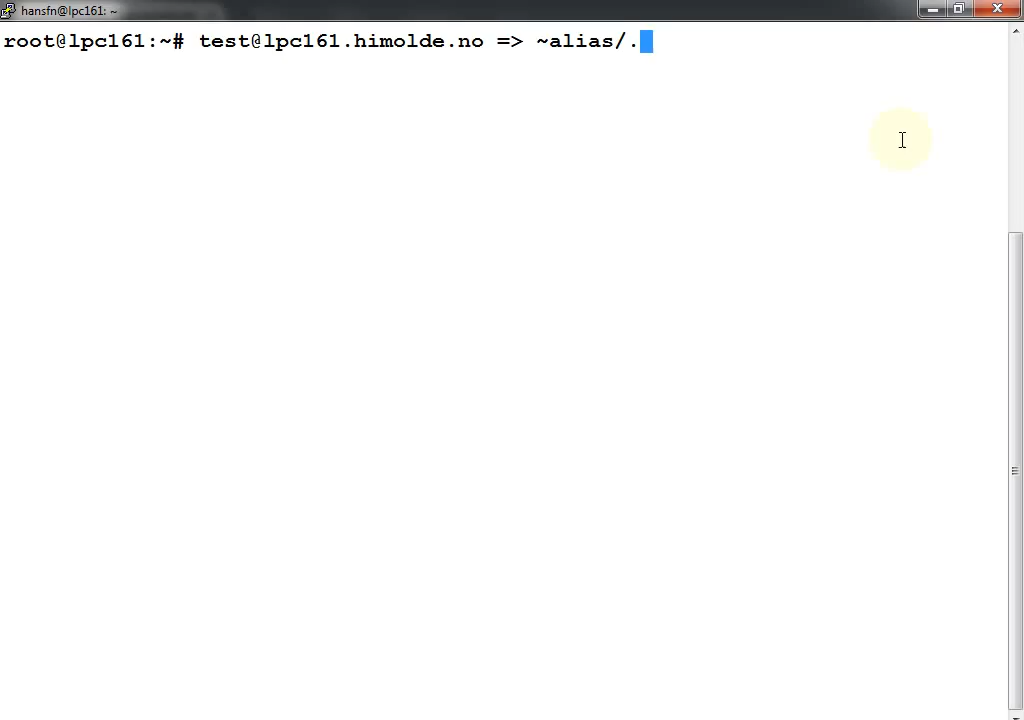 hansfn@lpc161: ~
root@lpc161:~# test@lpc161.himolde.no => ~alias/.